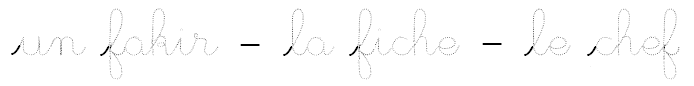 un fakir – la fiche – le chef